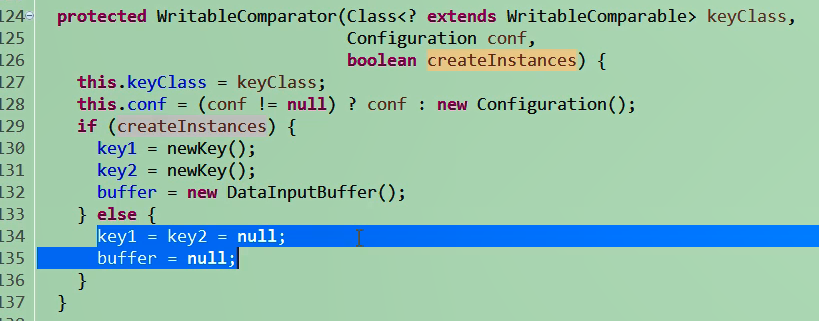 124 protected WritableComparator(Class<? extends WritableComparable> keyClass,
125 Configuration conf,
126 boolean createInstances) {
127 this.keyClass = keyClass;
128 this.conf = (conf != null) ? conf : new Configuration();
129 if (createInstances) {
130 key1 = newKey();
131 key2 = newKey();
132 buffer = new DataInputBuffer();
133 } else {
134 key1 = key2 = null;
135 buffer = null;
136 }
137 }